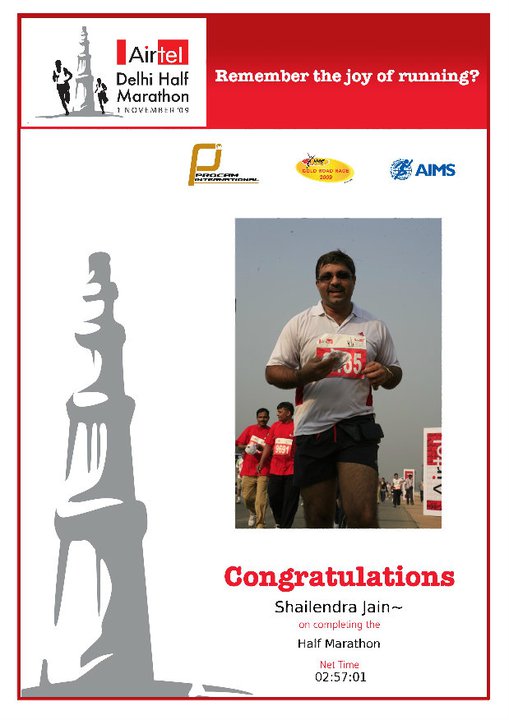 Airtel
Delhi Half
Marathon
1 NOVEMBER '09
Remember the joy of running?
PROCAM
INTERNATIONAL
GOLD ROAD RACE
2009
AIMS
Airtel
Congratulations
Shailendra Jain~
on completing the
Half Marathon
Net Time
02:57:01